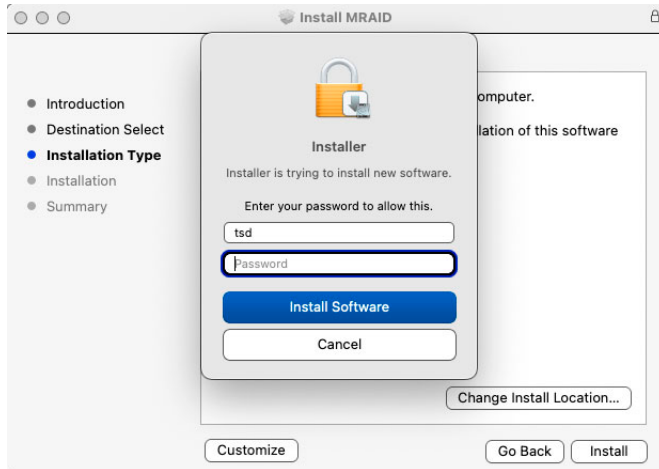 Install MRAID
Introduction
Destination Select
Installation Type
Installation
Summary
omputer.
lation of this software
Installer
Installer is trying to install new software.
Enter your password to allow this.
tsd
Password
Install Software
Cancel
Change Install Location...
Customize
Go Back
Install